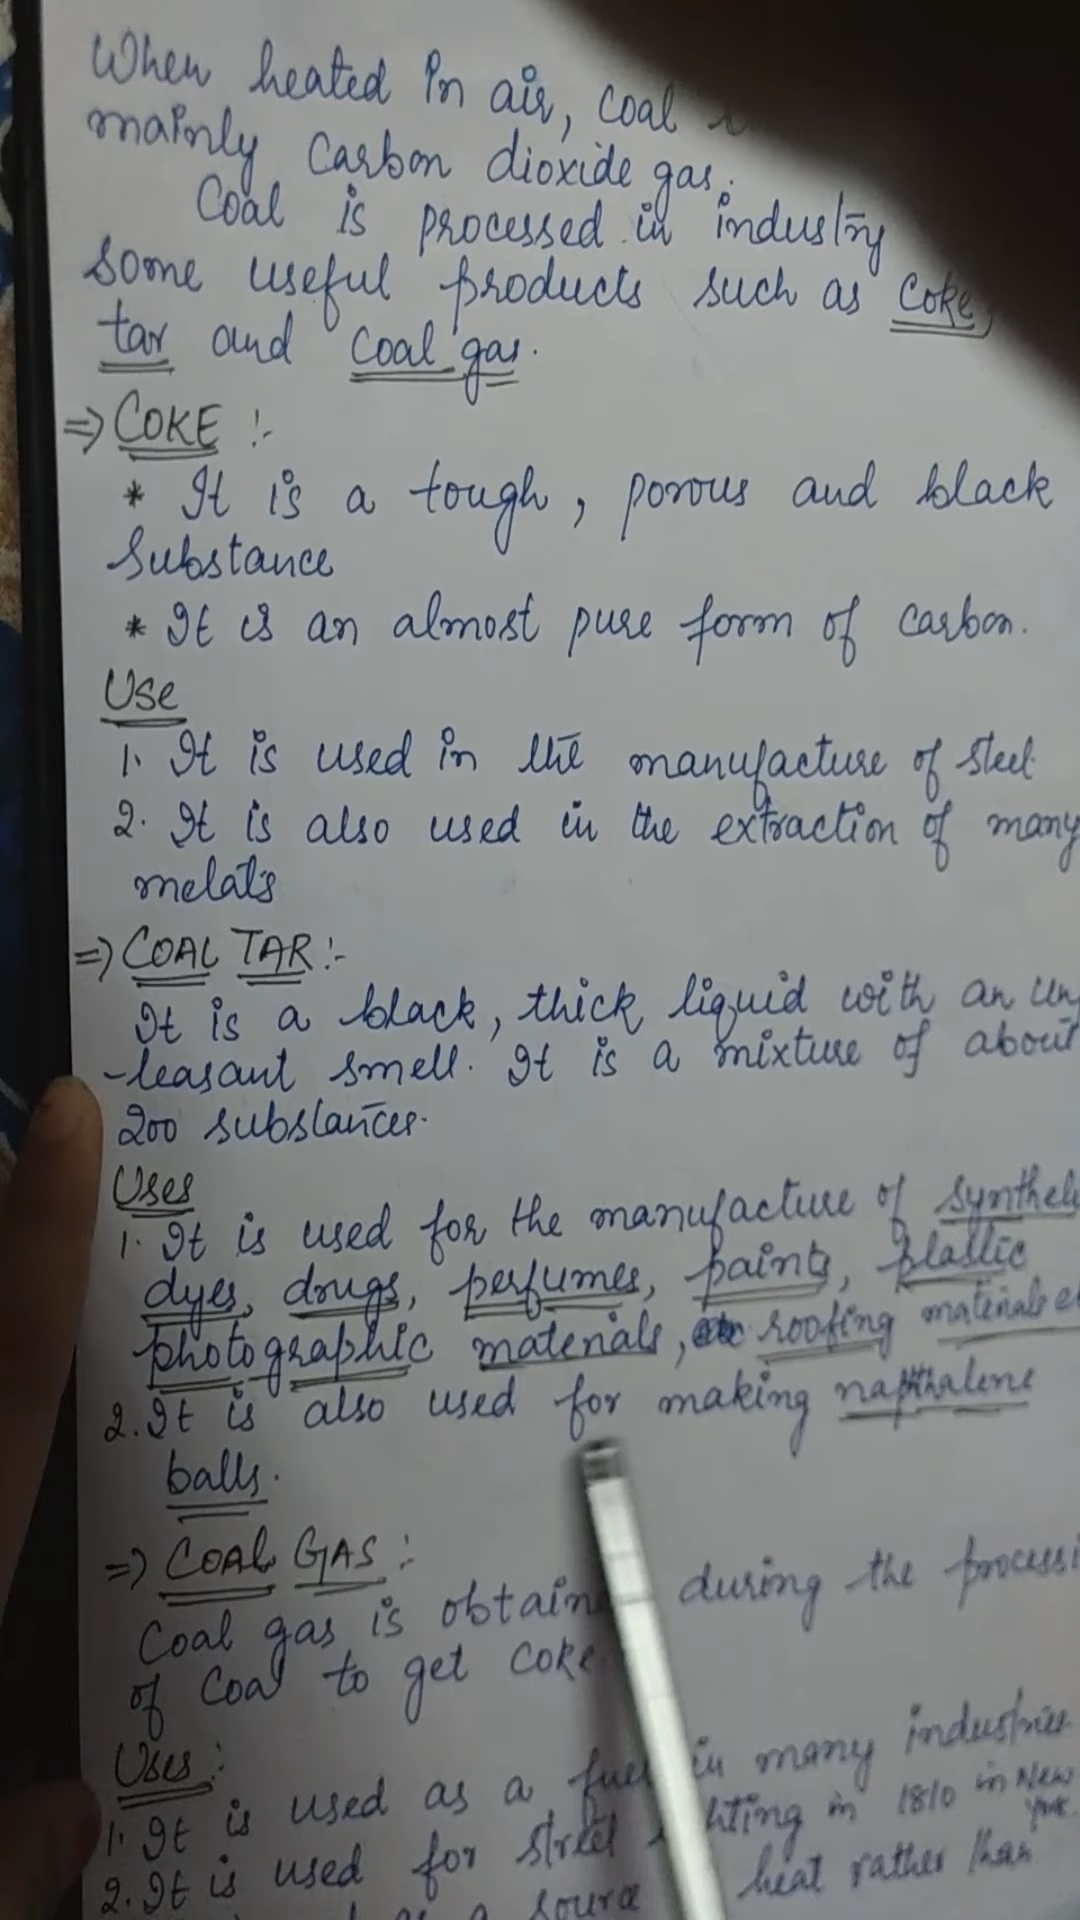 When heated in air, coal
mainly Carbon dioxide gas.
Coal is processed in industry
some useful products such as Coke,
tar and Coal gas.
=> COKE :-
* It is a tough, porous and black
substance
* It is an almost pure form of carbon.
Use
1. It is used in the manufacture of steel.
2. It is also used in the extraction of many
metals
=> COAL TAR :-
It is a black, thick liquid with an un
-leasant smell. It is a mixture of about
200 substances.
Uses
1. It is used for the manufacture of synthe
dyes, drugs, perfumes, paints, plastic
photographic materials, roofing materials
2. It is also used for making napthalene
balls.
=> COAL GAS :-
Coal gas is obtain during the processi
of Coal to get Coke
Uses :-
1. It is used as a fuel in many industries
2. It is used for street hting in 1810 in New
York.
as a source heat rather than